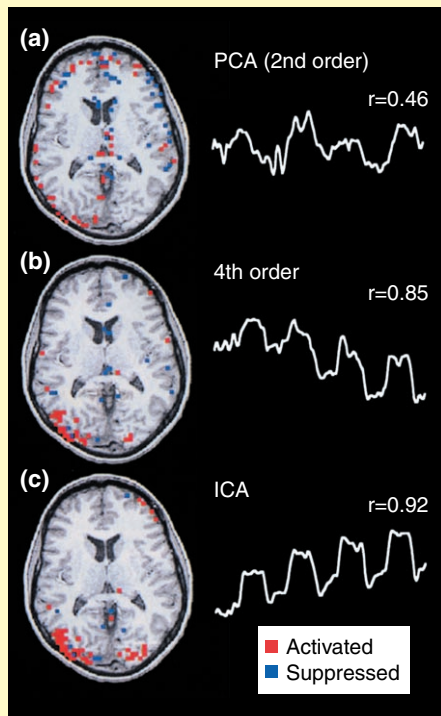 (a)
PCA (2nd order)
r=0.46
(b)
4th order
r=0.85
(c)
ICA
r=0.92
Activated
Suppressed